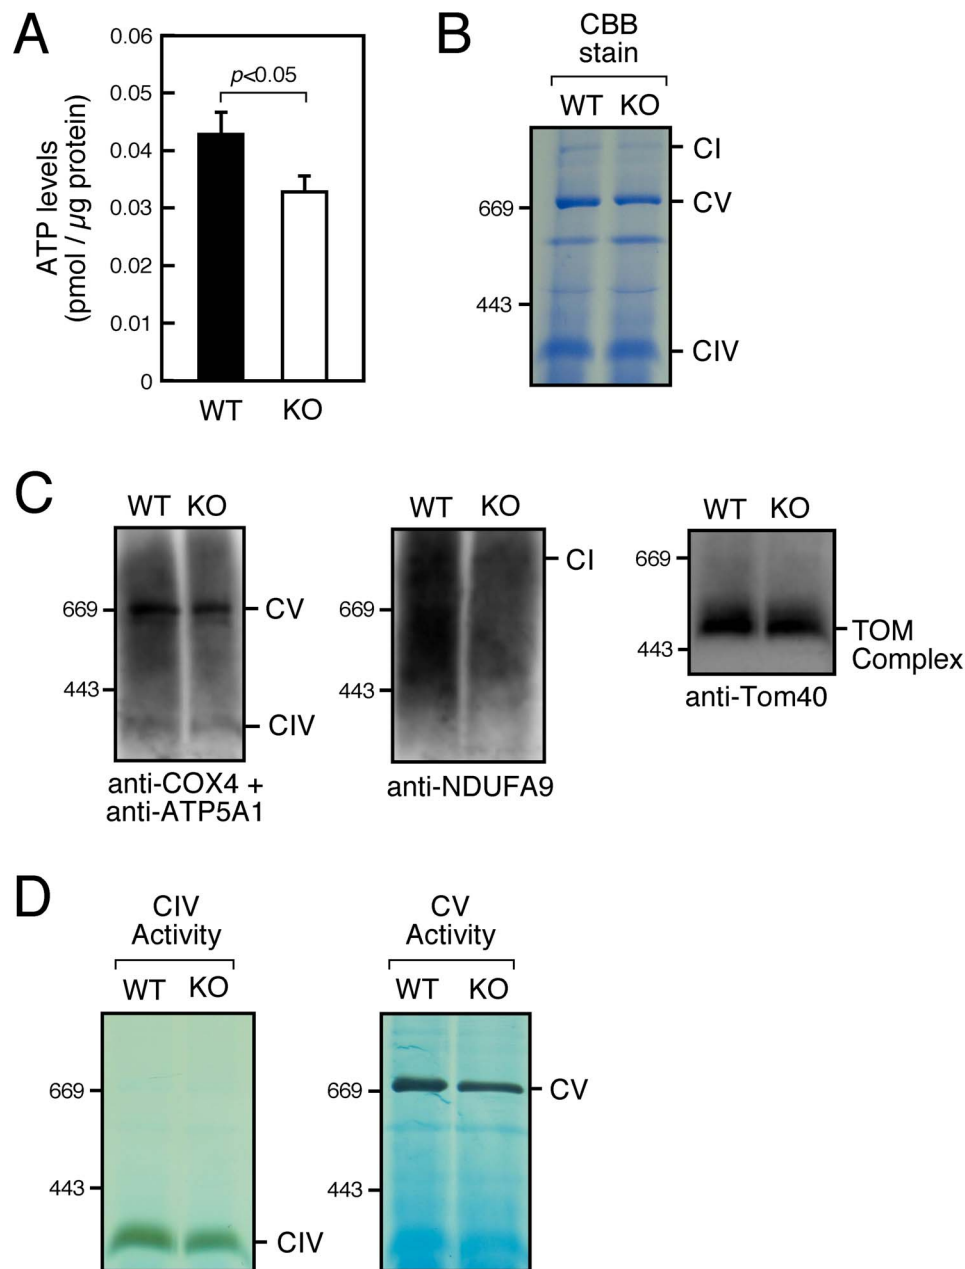 A
0.06
0.05
0.04
0.03
0.02
0.01
0
ATP levels
(pmol / µg protein)
p<0.05
WT KO
B
CBB
stain
WT KO
CI
CV
669
443
CIV
C
WT KO
669
CV
443
CIV
anti-COX4 +
anti-ATP5A1
WT KO
CI
669
443
anti-NDUFA9
WT KO
669
443
TOM
Complex
anti-Tom40
D
CIV
Activity
WT KO
669
443
CIV
CV
Activity
WT KO
669
CV
443